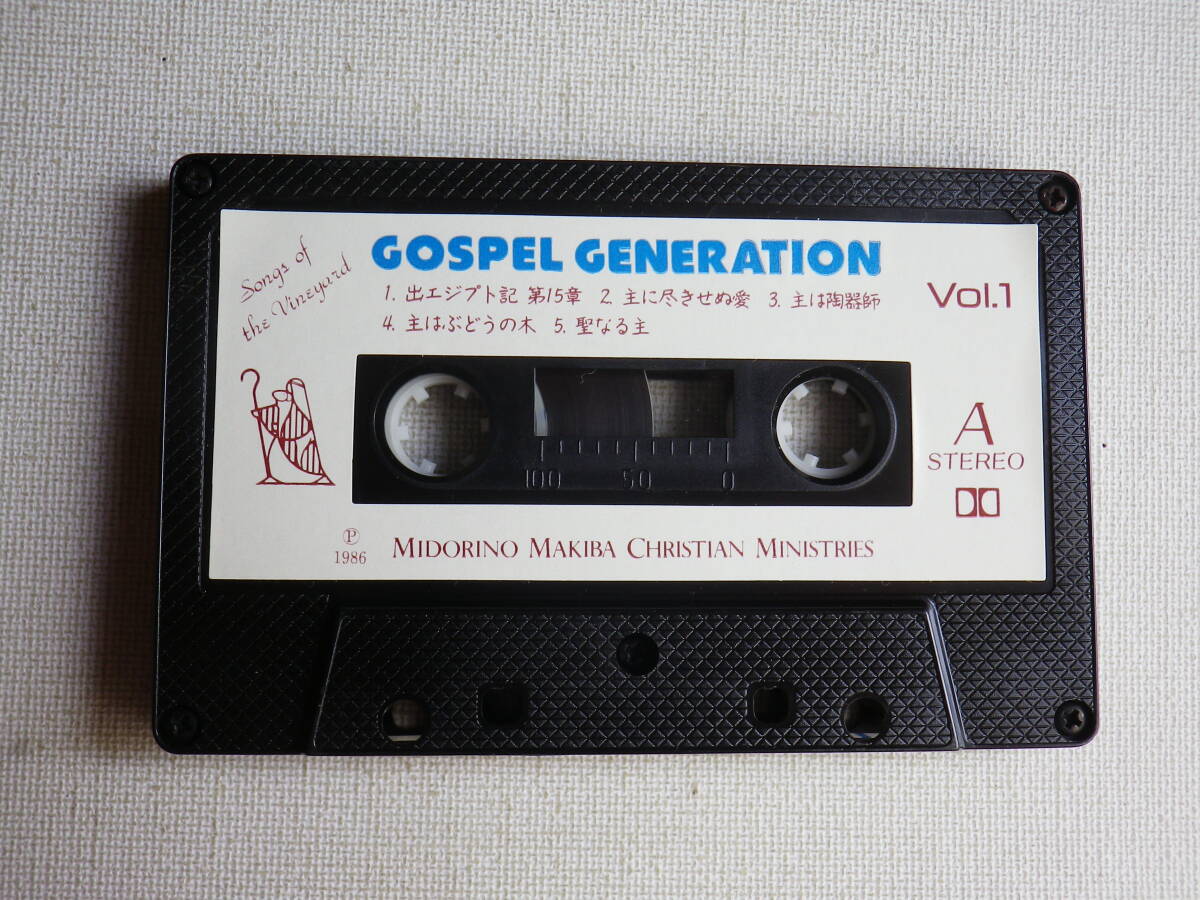 Songs of
the Vineyard
GOSPEL GENERATION
1. 出エジプト記 第15章 2. 主に尽きせぬ愛 3. 主は陶器師
4. 主はぶどうの木 5. 聖なる主
Vol.1
A
STEREO
100 50 0
Ⓟ
1986
MIDORINO MAKIBA CHRISTIAN MINISTRIES